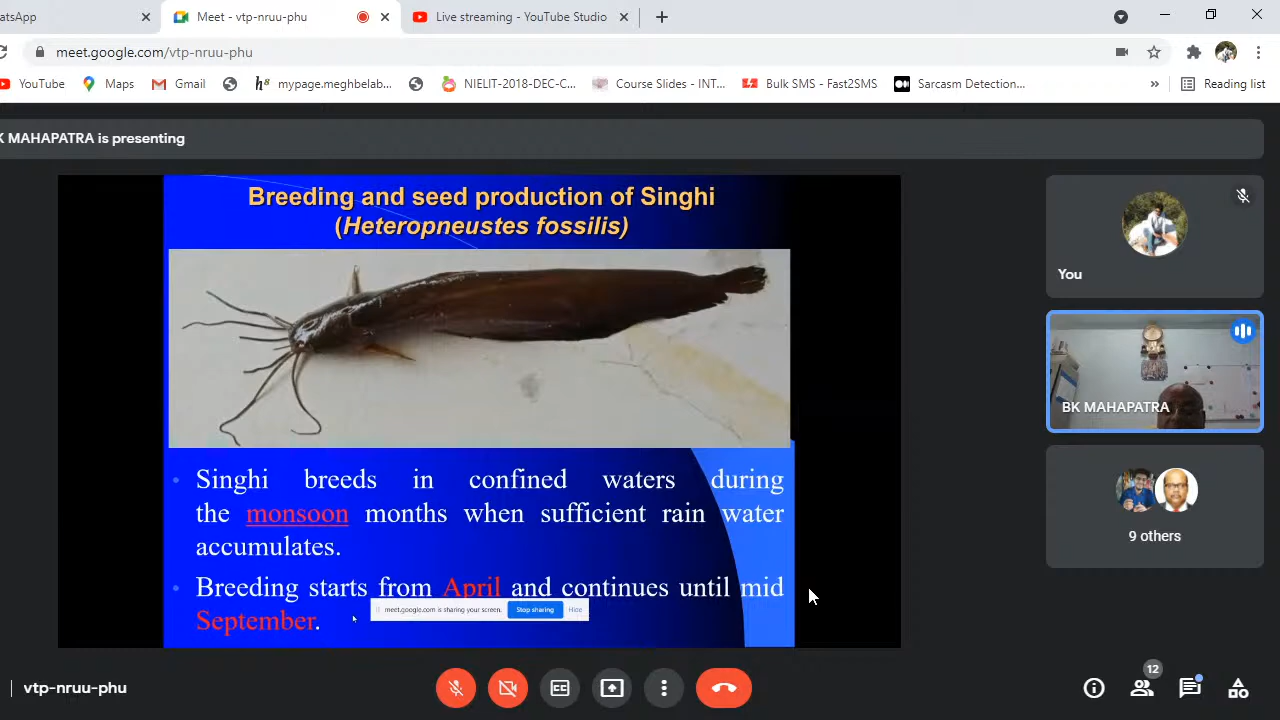 atsApp
Meet - vtp-nruu-phu
Live streaming - YouTube Studio
meet.google.com/vtp-nruu-phu
YouTube
Maps
Gmail
mypage.meghbelab...
NIELIT-2018-DEC-C...
Course Slides - INT...
Bulk SMS - Fast2SMS
Sarcasm Detection...
Reading list
K MAHAPATRA is presenting
Breeding and seed production of Singhi
(Heteropneustes fossilis)
Singhi breeds in confined waters during
the monsoon months when sufficient rain water
accumulates.
Breeding starts from April and continues until mid
September.
meet.google.com is sharing your screen.
Stop sharing
Hide
You
BK MAHAPATRA
9 others
vtp-nruu-phu
12